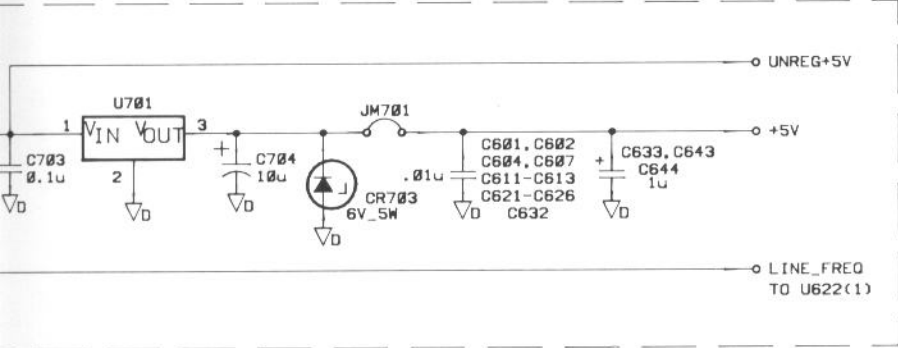 UNREG+5V
U701
JM701
1
VIN VOUT
3
+5V
2
C703
0.1u
+
C704
10u
CR703
6V_5W
.01u
C601,C602
C604,C607
C611-C613
C621-C626
C632
+
C633,C643
C644
1u
D
D
D
D
D
D
LINE_FREQ
TO U622(1)